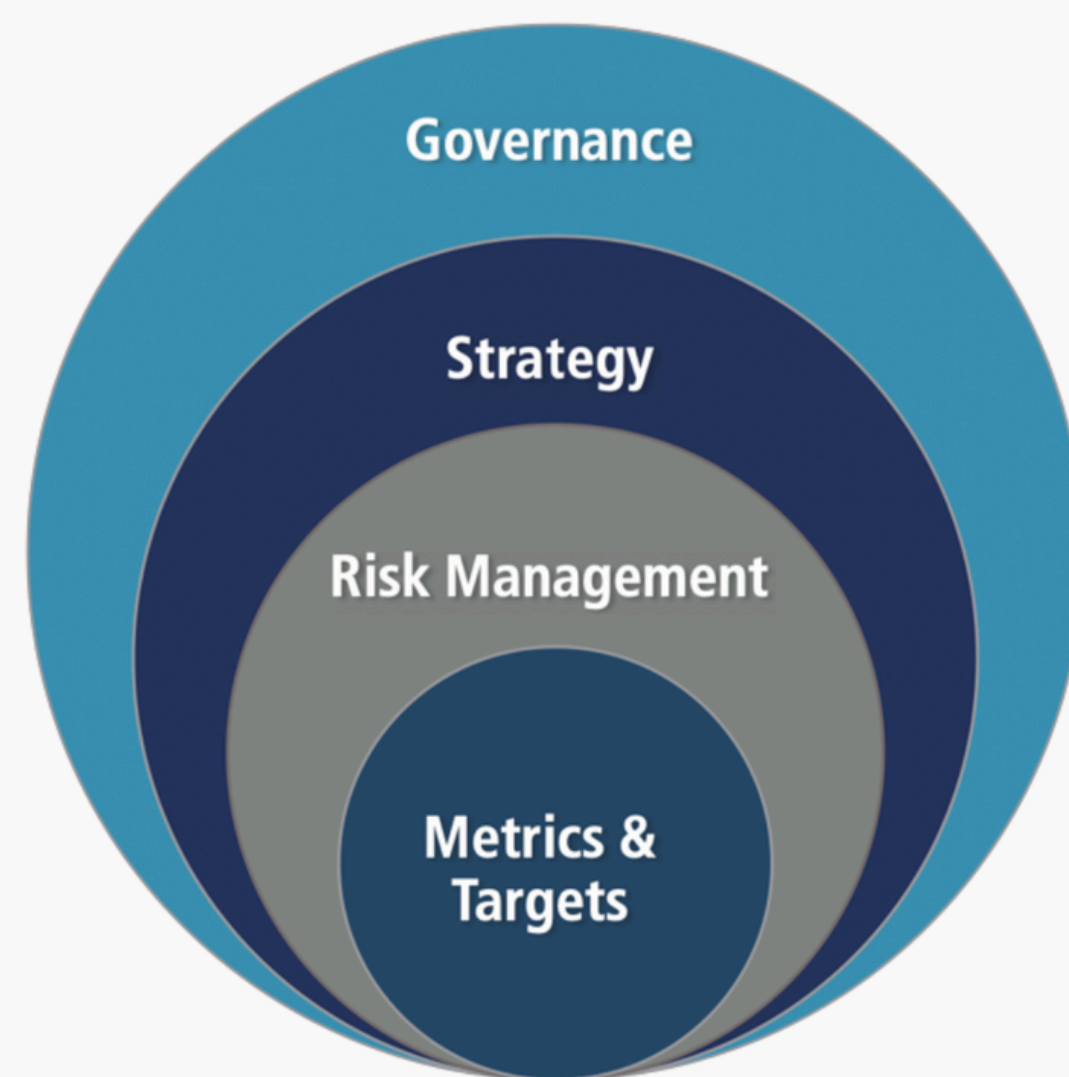 Governance
Strategy
Risk Management
Metrics &
Targets